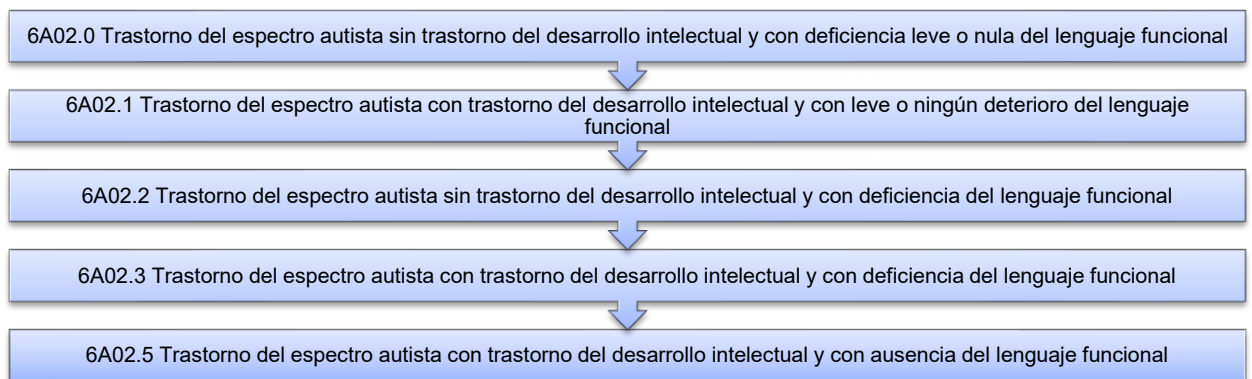 6A02.0 Trastorno del espectro autista sin trastorno del desarrollo intelectual y con deficiencia leve o nula del lenguaje funcional
6A02.1 Trastorno del espectro autista con trastorno del desarrollo intelectual y con leve o ningún deterioro del lenguaje
funcional
6A02.2 Trastorno del espectro autista sin trastorno del desarrollo intelectual y con deficiencia del lenguaje funcional
6A02.3 Trastorno del espectro autista con trastorno del desarrollo intelectual y con deficiencia del lenguaje funcional
6A02.5 Trastorno del espectro autista con trastorno del desarrollo intelectual y con ausencia del lenguaje funcional